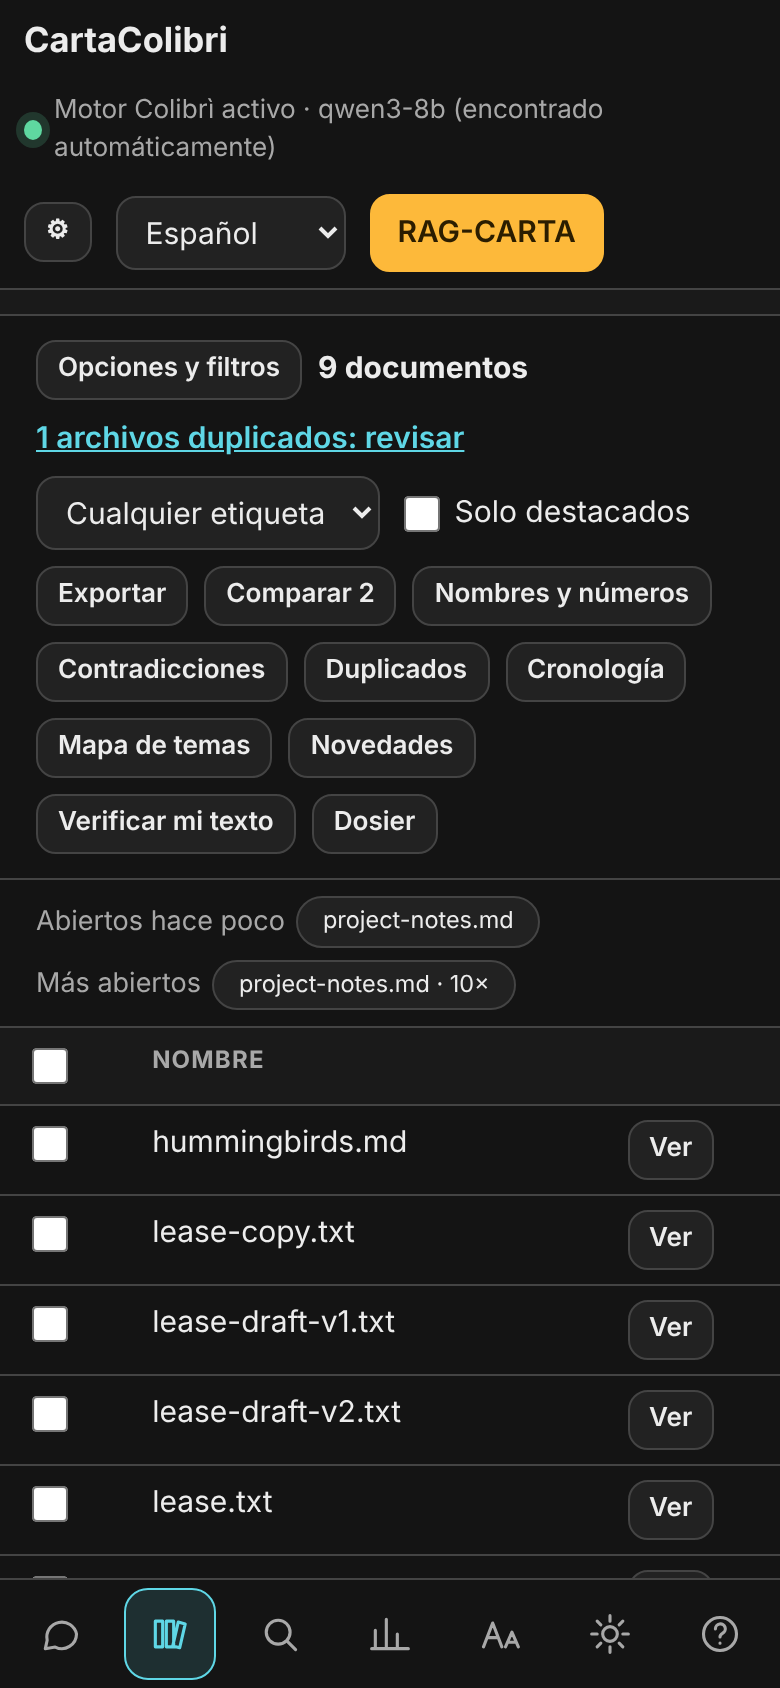 CartaColibri
Motor Colibrì activo · qwen3-8b (encontrado
automáticamente)
Español
RAG-CARTA
Opciones y filtros
9 documentos
1 archivos duplicados: revisar
Cualquier etiqueta
Solo destacados
Exportar
Comparar 2
Nombres y números
Contradicciones
Duplicados
Cronología
Mapa de temas
Novedades
Verificar mi texto
Dosier
Abiertos hace poco
project-notes.md
Más abiertos
project-notes.md · 10×
NOMBRE
hummingbirds.md
Ver
lease-copy.txt
Ver
lease-draft-v1.txt
Ver
lease-draft-v2.txt
Ver
lease.txt
Ver
AA